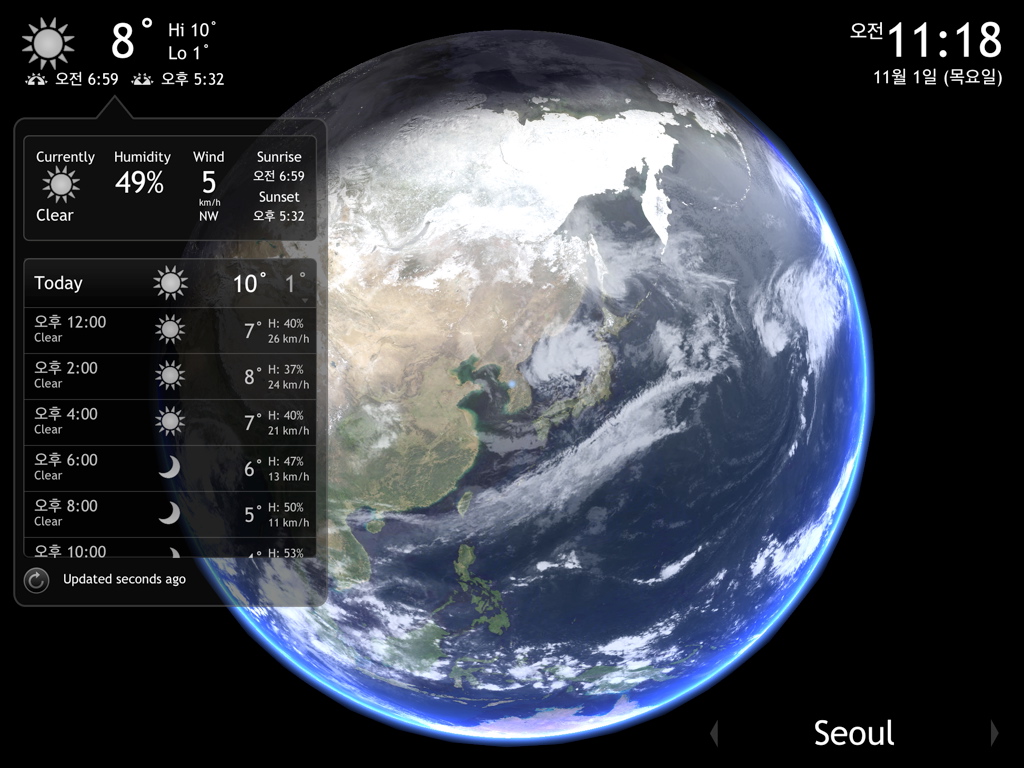 8° Hi 10°
Lo 1°
오전 6:59 오후 5:32
오전 11:18
11월 1일 (목요일)
Currently Humidity Wind Sunrise
49% 5 오전 6:59
km/h Sunset
Clear NW 오후 5:32
Today 10° 1°
오후 12:00 7° H: 40%
Clear 26 km/h
오후 2:00 8° H: 37%
Clear 24 km/h
오후 4:00 7° H: 40%
Clear 21 km/h
오후 6:00 6° H: 47%
Clear 13 km/h
오후 8:00 5° H: 50%
Clear 11 km/h
오후 10:00 H: 53%
Updated seconds ago
Seoul